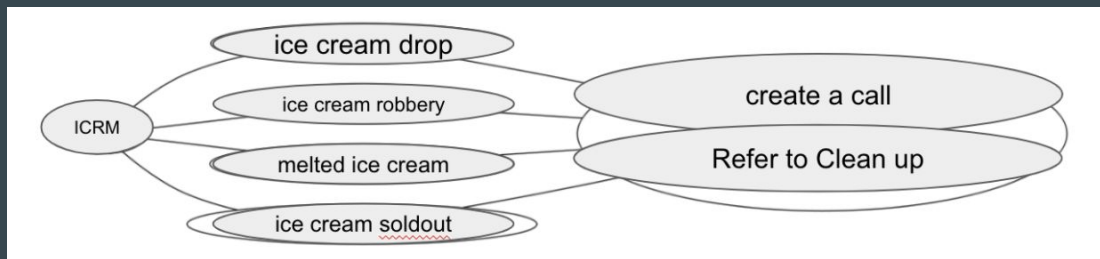 ICRM
ice cream drop
ice cream robbery
melted ice cream
ice cream soldout
create a call
Refer to Clean up